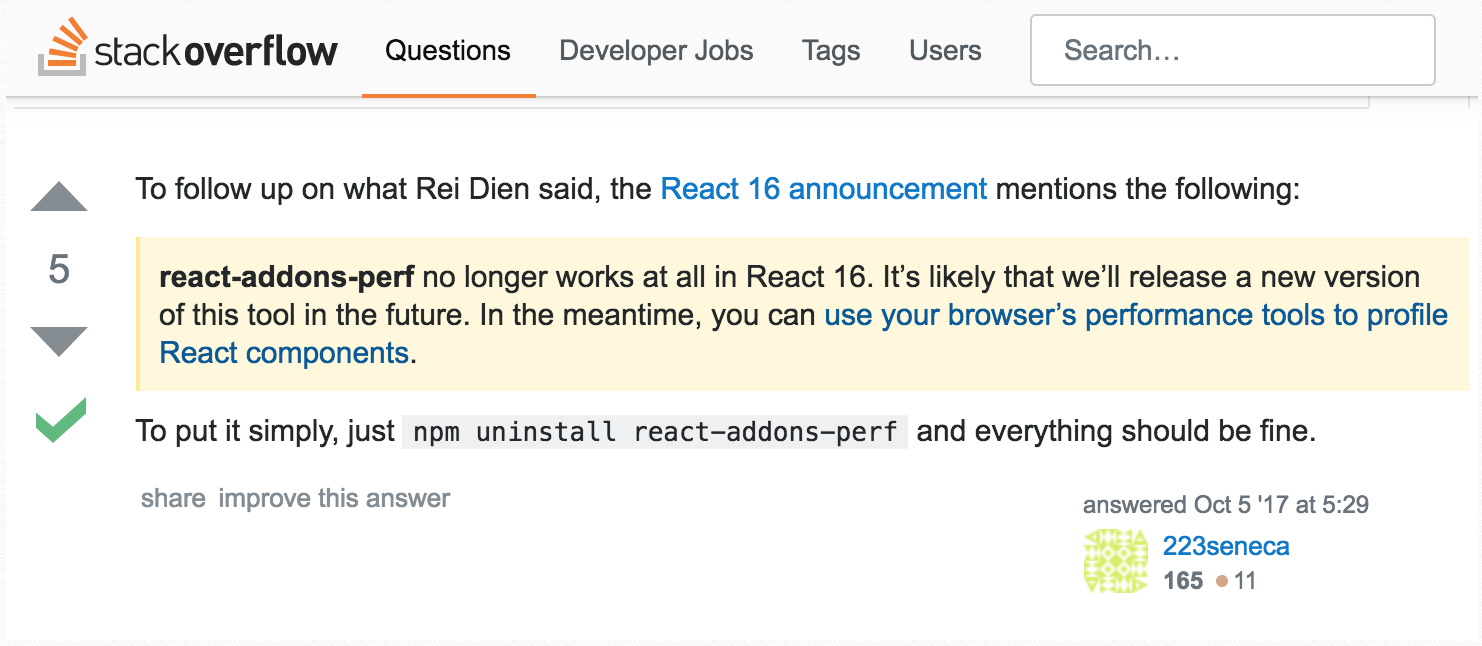 stackoverflow Questions Developer Jobs Tags Users Search…
To follow up on what Rei Dien said, the React 16 announcement mentions the following:
5
react-addons-perf no longer works at all in React 16. It’s likely that we’ll release a new version
of this tool in the future. In the meantime, you can use your browser’s performance tools to profile
React components.
To put it simply, just npm uninstall react-addons-perf and everything should be fine.
share improve this answer
answered Oct 5 '17 at 5:29
223seneca
165 11